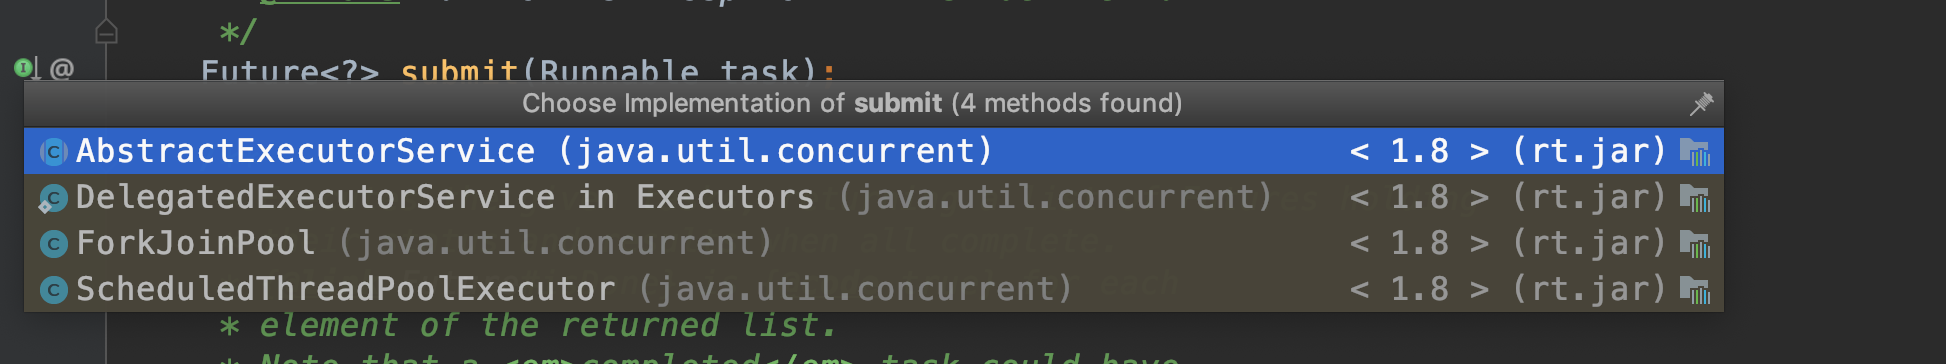 */
@ Future<?> submit(Runnable task);
Choose Implementation of submit (4 methods found)
AbstractExecutorService (java.util.concurrent) < 1.8 > (rt.jar)
DelegatedExecutorService in Executors (java.util.concurrent) < 1.8 > (rt.jar)
ForkJoinPool (java.util.concurrent) < 1.8 > (rt.jar)
ScheduledThreadPoolExecutor (java.util.concurrent) < 1.8 > (rt.jar)
* element of the returned list.
* Note that a <em>completed</em> task could have